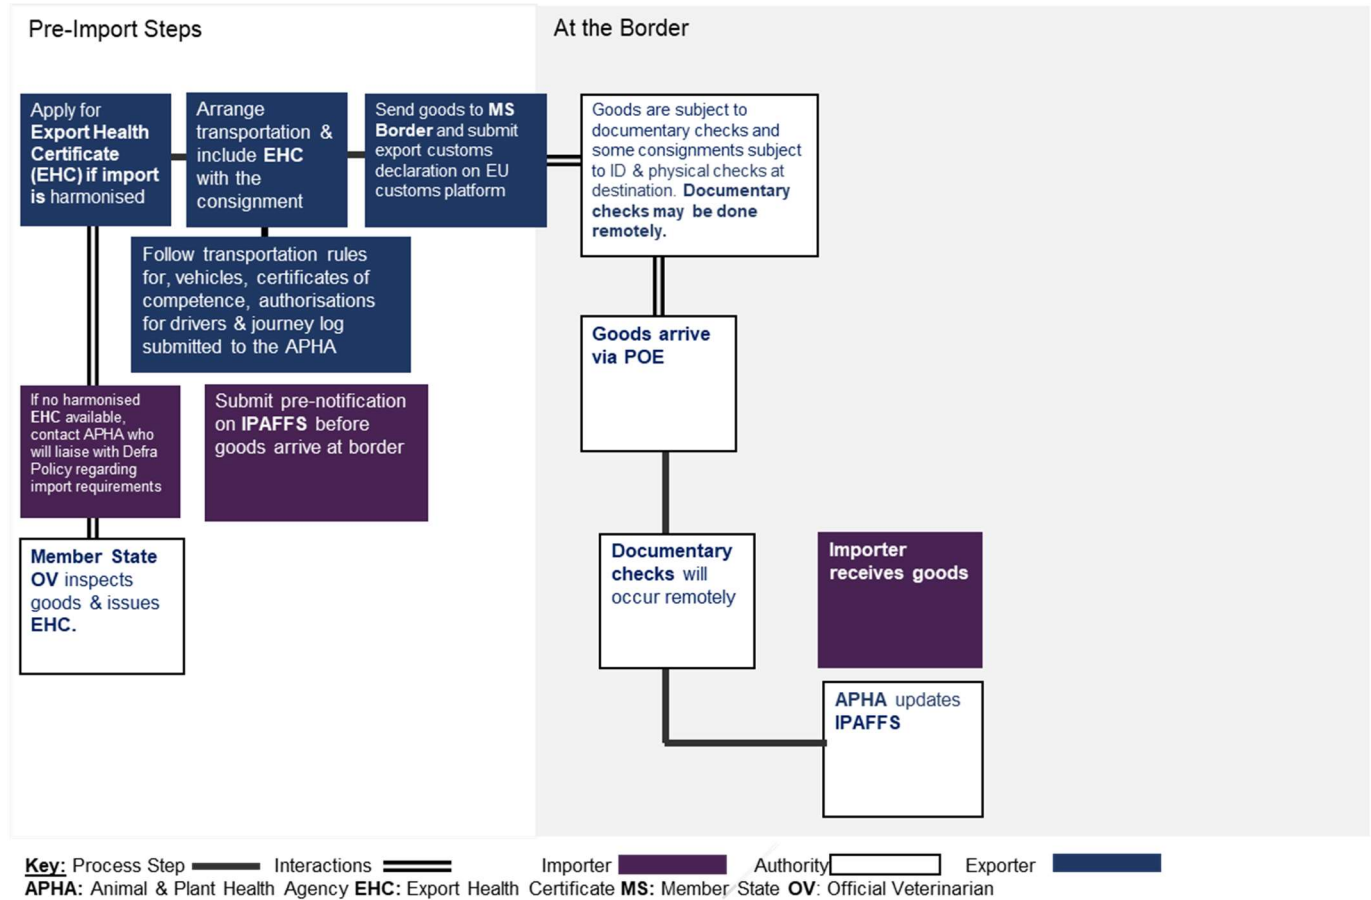 Pre-Import Steps
At the Border
Apply for
Export Health
Certificate
(EHC) if import
is harmonised
Arrange
transportation &
include EHC
with the
consignment
Send goods to MS
Border and submit
export customs
declaration on EU
customs platform
Goods are subject to
documentary checks and
some consignments subject
to ID & physical checks at
destination. Documentary
checks may be done
remotely.
Follow transportation rules
for, vehicles, certificates of
competence, authorisations
for drivers & journey log
submitted to the APHA
Goods arrive
via POE
If no harmonised
EHC available,
contact APHA who
will liaise with Defra
Policy regarding
import requirements
Submit pre-notification
on IPAFFS before
goods arrive at border
Member State
OV inspects
goods & issues
EHC.
Documentary
checks will
occur remotely
Importer
receives goods
APHA updates
IPAFFS
Key: Process Step Interactions Importer Authority Exporter
APHA: Animal & Plant Health Agency EHC: Export Health Certificate MS: Member State OV: Official Veterinarian